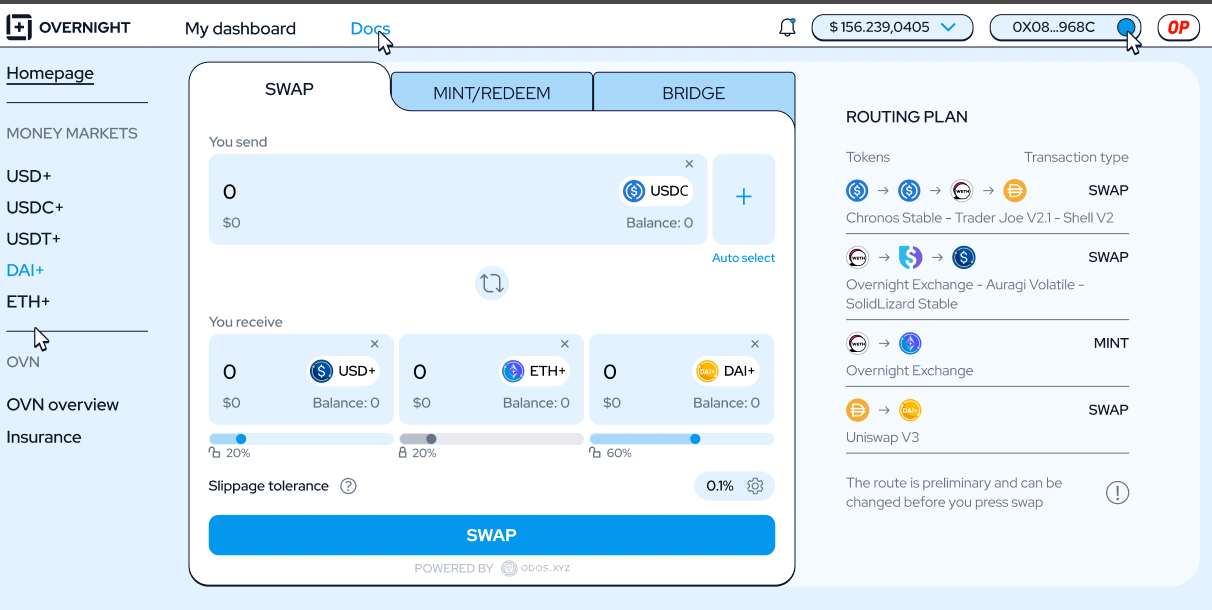 OVERNIGHT
My dashboard
Docs
$ 156.239,0405
0X08...968C
OP
Homepage
MONEY MARKETS
USD+
USDC+
USDT+
DAI+
ETH+
OVN
OVN overview
Insurance
SWAP
MINT/REDEEM
BRIDGE
You send
0
USDC
$0
Balance: 0
+
Auto select
You receive
0
USD+
$0
Balance: 0
20%
0
ETH+
$0
Balance: 0
20%
0
DAI+
DAI+
$0
Balance: 0
60%
Slippage tolerance ?
0.1%
SWAP
POWERED BY ODOS.XYZ
ROUTING PLAN
Tokens
Transaction type
WETH
SWAP
Chronos Stable - Trader Joe V2.1 - Shell V2
WETH
SWAP
Overnight Exchange - Auragi Volatile -
SolidLizard Stable
WETH
MINT
Overnight Exchange
DAI+
SWAP
Uniswap V3
The route is preliminary and can be
changed before you press swap